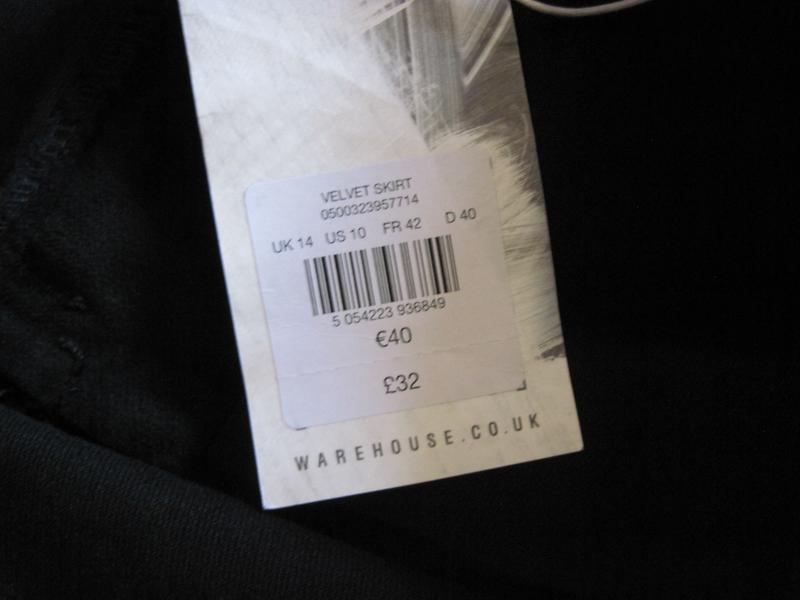 VELVET SKIRT
0500323957714
UK 14 US 10 FR 42 D 40
5 054223 936849
€40
£32
WAREHOUSE.CO.UK